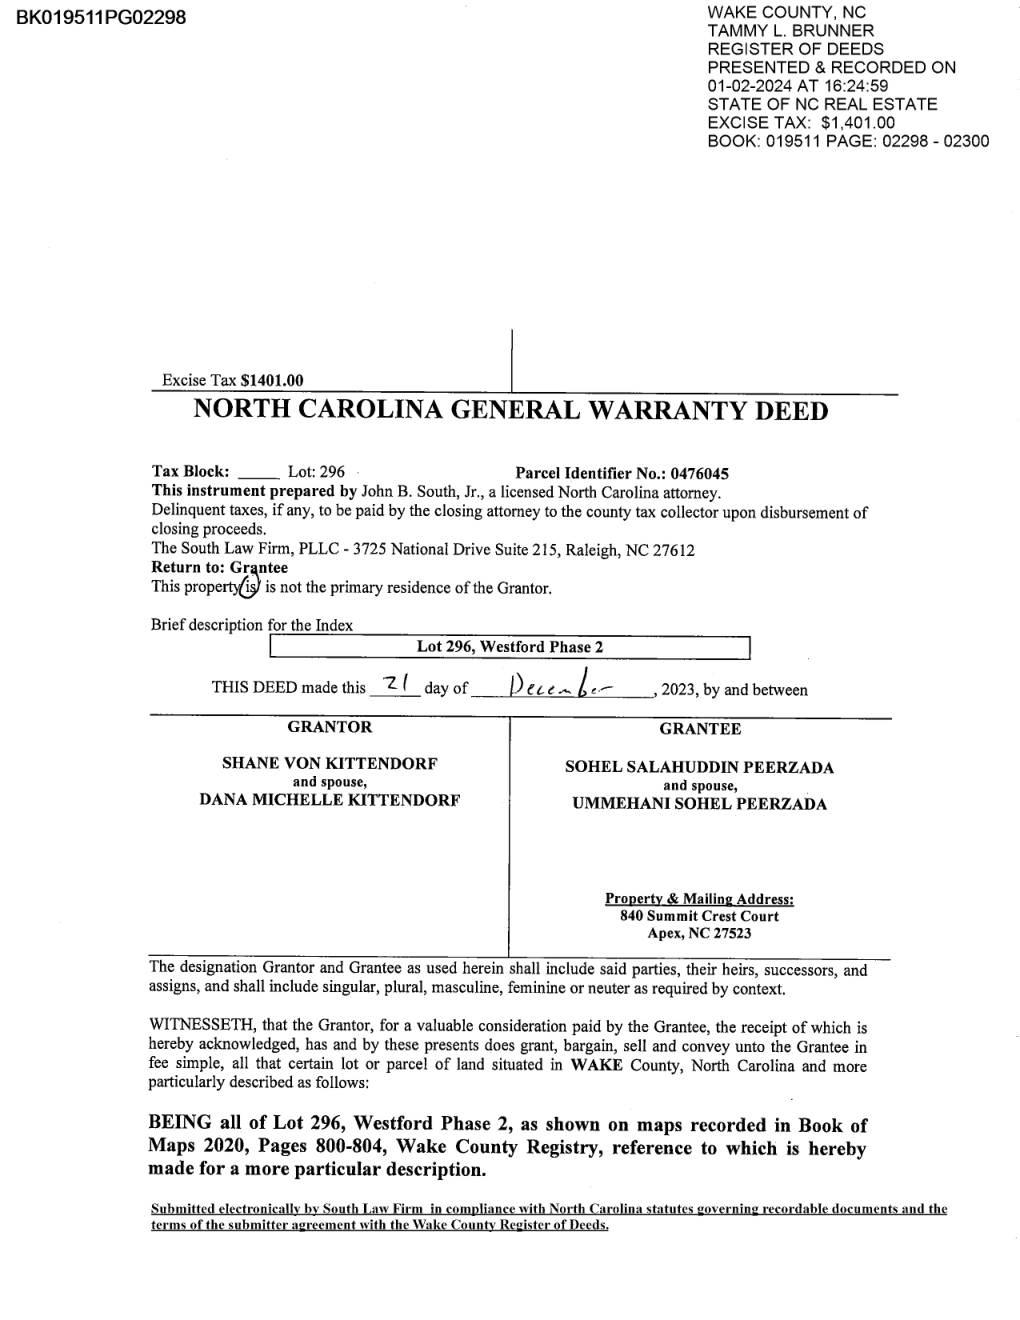 BK019511PG02298
WAKE COUNTY, NC
TAMMY L. BRUNNER
REGISTER OF DEEDS
PRESENTED & RECORDED ON
01-02-2024 AT 16:24:59
STATE OF NC REAL ESTATE
EXCISE TAX: $1,401.00
BOOK: 019511 PAGE: 02298 - 02300
Excise Tax $1401.00
NORTH CAROLINA GENERAL WARRANTY DEED
Tax Block: _____ Lot: 296 Parcel Identifier No.: 0476045
This instrument prepared by John B. South, Jr., a licensed North Carolina attorney.
Delinquent taxes, if any, to be paid by the closing attorney to the county tax collector upon disbursement of
closing proceeds.
The South Law Firm, PLLC - 3725 National Drive Suite 215, Raleigh, NC 27612
Return to: Grantee
This property is/ is not the primary residence of the Grantor.
Brief description for the Index
Lot 296, Westford Phase 2
THIS DEED made this 21 day of December, 2023, by and between
GRANTOR
SHANE VON KITTENDORF
and spouse,
DANA MICHELLE KITTENDORF
GRANTEE
SOHEL SALAHUDDIN PEERZADA
and spouse,
UMMEHANI SOHEL PEERZADA
Property & Mailing Address:
840 Summit Crest Court
Apex, NC 27523
The designation Grantor and Grantee as used herein shall include said parties, their heirs, successors, and
assigns, and shall include singular, plural, masculine, feminine or neuter as required by context.
WITNESSETH, that the Grantor, for a valuable consideration paid by the Grantee, the receipt of which is
hereby acknowledged, has and by these presents does grant, bargain, sell and convey unto the Grantee in
fee simple, all that certain lot or parcel of land situated in WAKE County, North Carolina and more
particularly described as follows:
BEING all of Lot 296, Westford Phase 2, as shown on maps recorded in Book of
Maps 2020, Pages 800-804, Wake County Registry, reference to which is hereby
made for a more particular description.
Submitted electronically by South Law Firm in compliance with North Carolina statutes governing recordable documents and the
terms of the submitter agreement with the Wake County Register of Deeds.